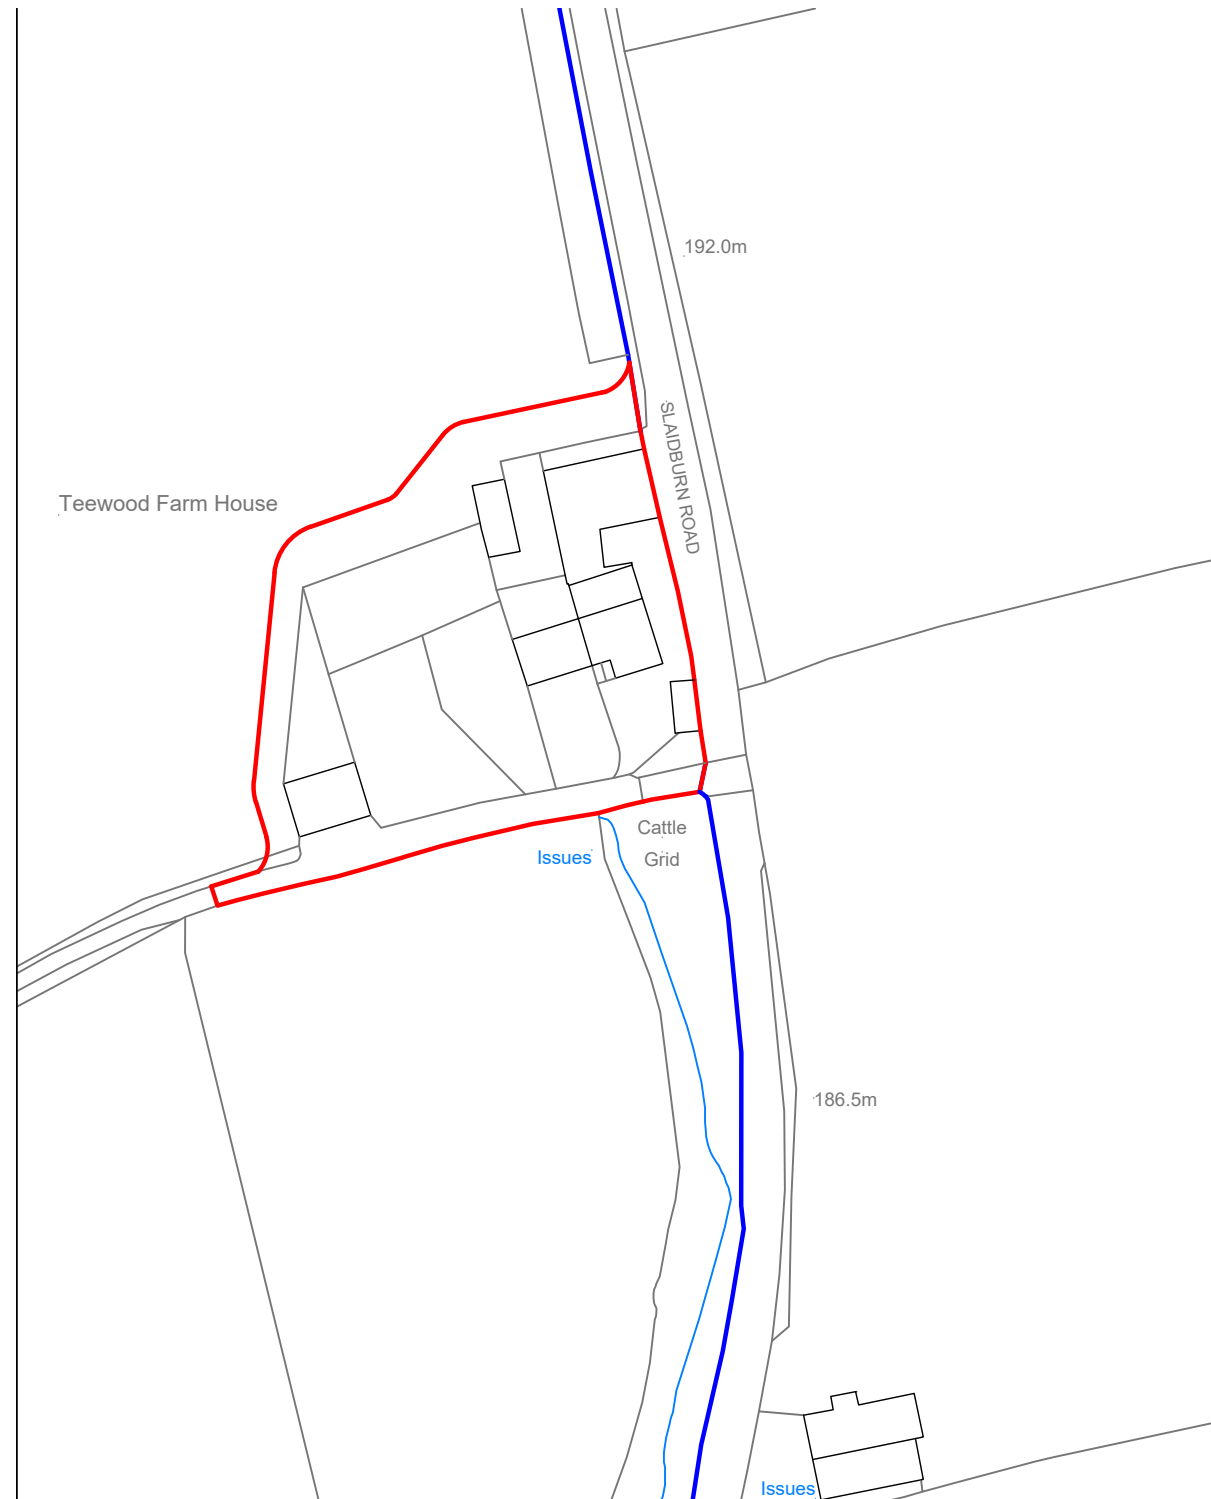 192.0m
SLAIDBURN ROAD
Teewood Farm House
Cattle
Grid
Issues
186.5m
Issues